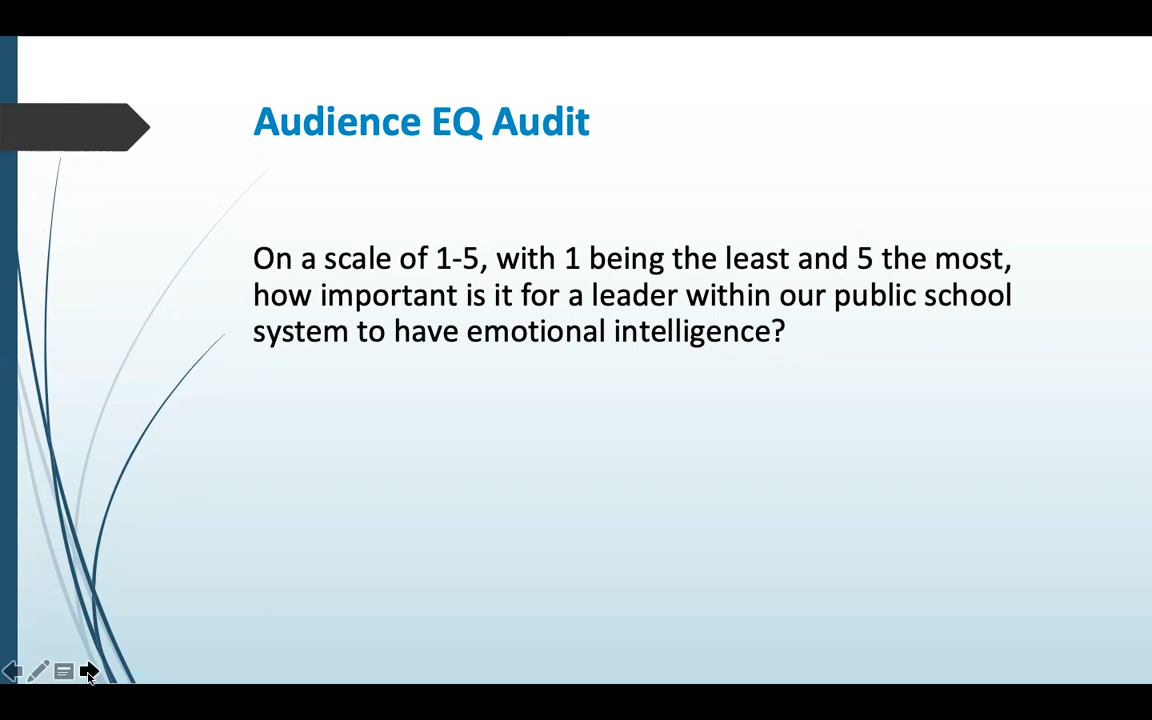 Audience EQ Audit
On a scale of 1-5, with 1 being the least and 5 the most,
how important is it for a leader within our public school
system to have emotional intelligence?